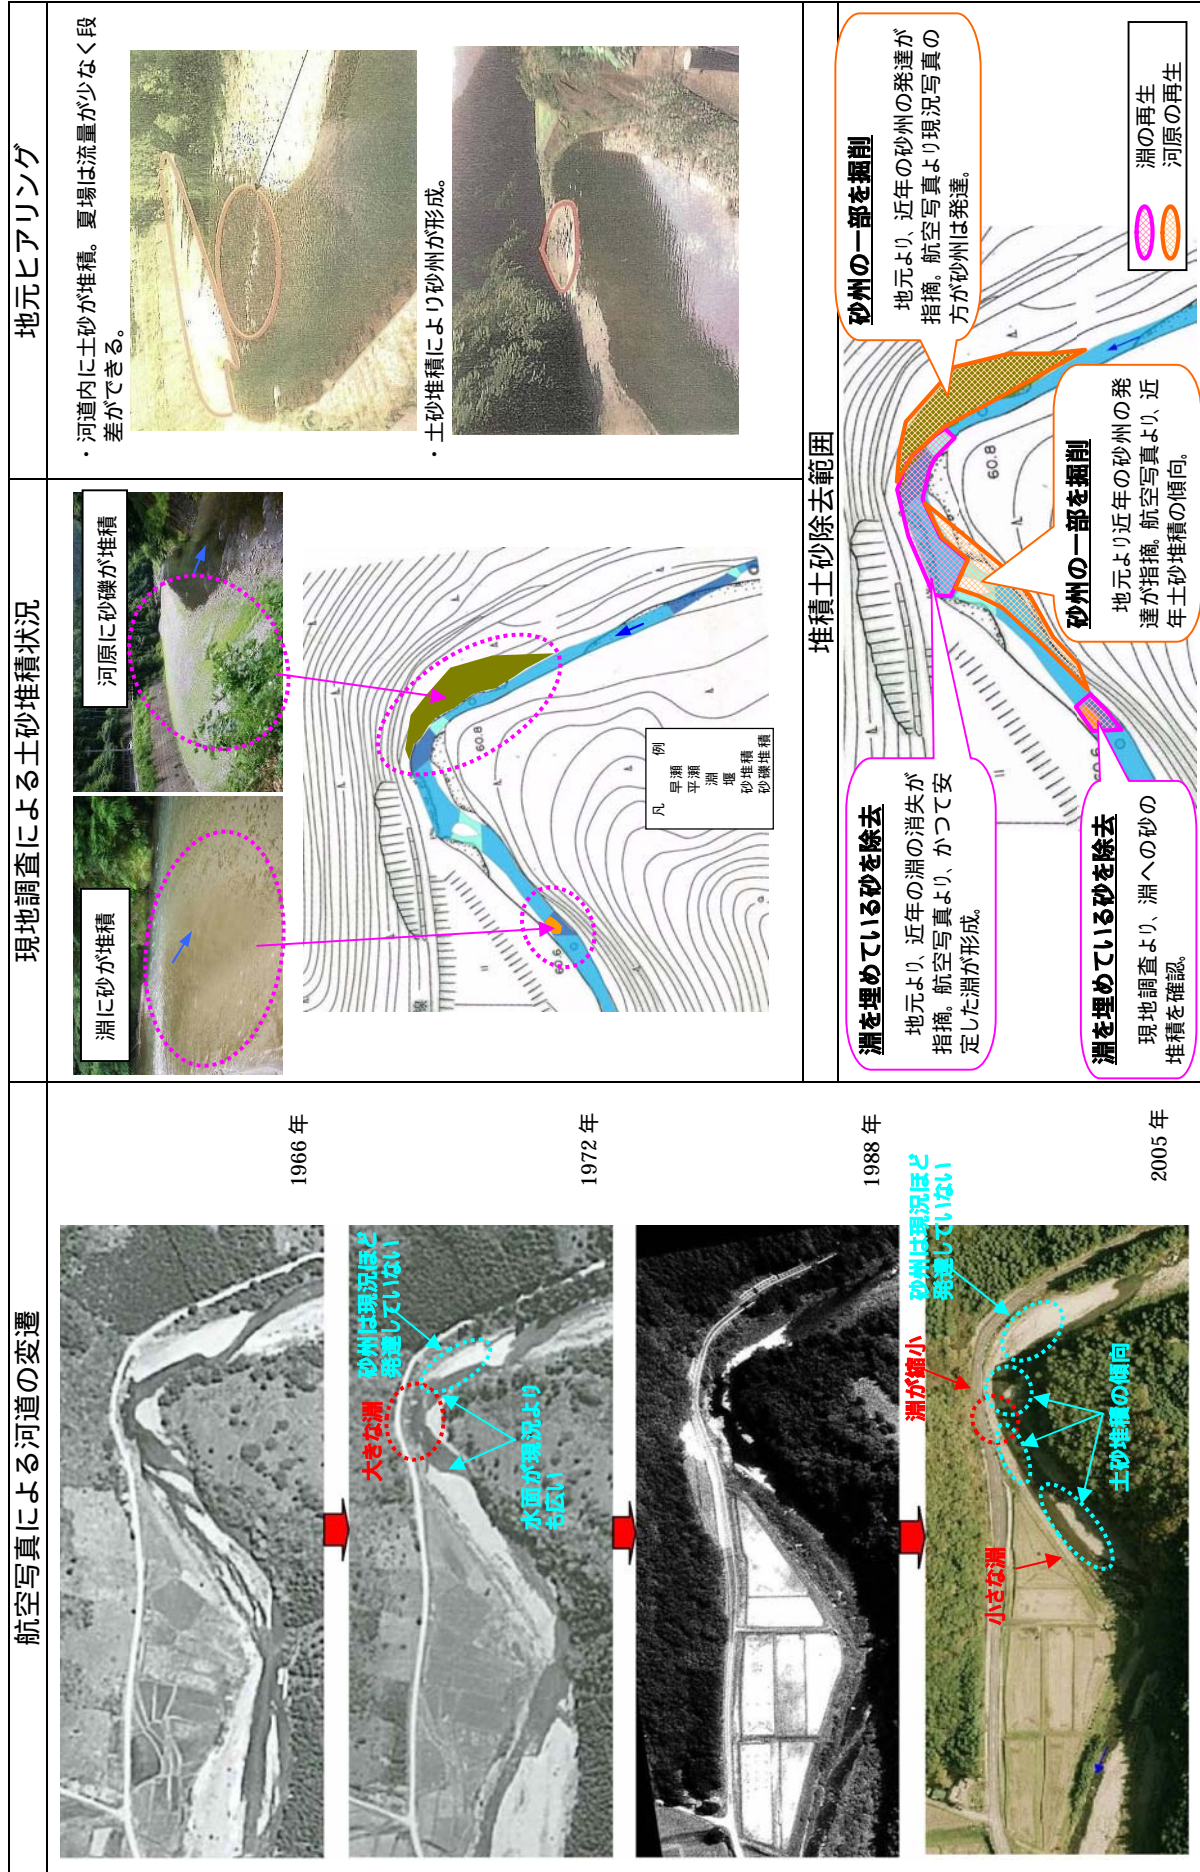 航空写真による河道の変遷
1966 年
1972 年
砂州は現況ほど
発達していない
大きな淵
水面が現況より
も広い
1988 年
2005 年
砂州は現況ほど
発達していない
淵が縮小
土砂堆積の傾向
小さな淵
現地調査による土砂堆積状況
淵に砂が堆積
河原に砂礫が堆積
60.8
60.6
凡 例
早瀬
平瀬
淵
堰
砂堆積
砂礫堆積
地元ヒアリング
・河道内に土砂が堆積。夏場は流量が少なく段
差ができる。
・土砂堆積により砂州が形成。
堆積土砂除去範囲
淵を埋めている砂を除去
地元より、近年の淵の消失が
指摘。航空写真より、かつて安
定した淵が形成。
淵を埋めている砂を除去
現地調査より、淵への砂の
堆積を確認。
砂州の一部を掘削
地元より、近年の砂州の発達が
指摘。航空写真より現況写真の
方が砂州は発達。
砂州の一部を掘削
地元より近年の砂州の発
達が指摘。航空写真より、近
年土砂堆積の傾向。
60.8
60.6
淵の再生
河原の再生